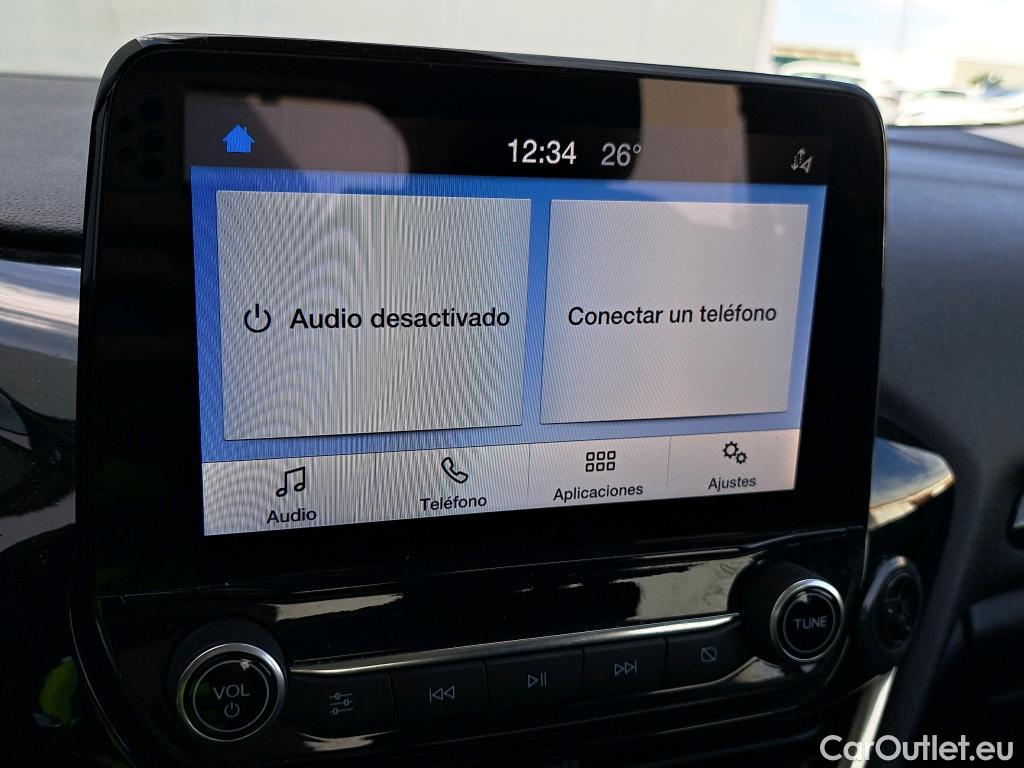 12:34 26°
Audio desactivado
Conectar un teléfono
Audio
Teléfono
Aplicaciones
Ajustes
VOL
TUNE
CarOutlet.eu